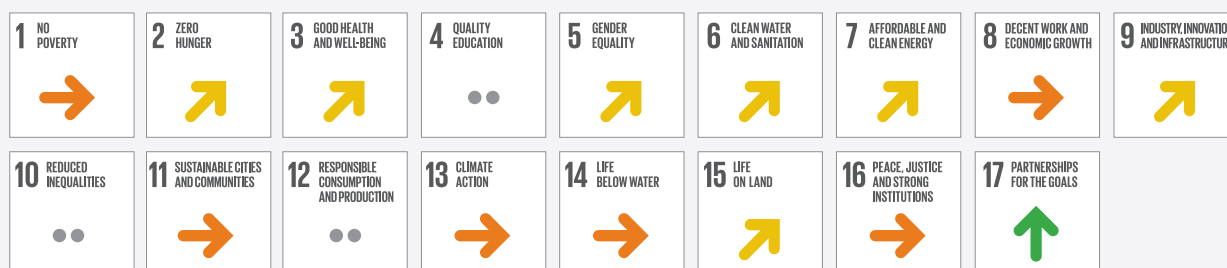 1 NO
POVERTY
2 ZERO
HUNGER
3 GOOD HEALTH
AND WELL-BEING
4 QUALITY
EDUCATION
5 GENDER
EQUALITY
6 CLEAN WATER
AND SANITATION
7 AFFORDABLE AND
CLEAN ENERGY
8 DECENT WORK AND
ECONOMIC GROWTH
9 INDUSTRY, INNOVATIO
AND INFRASTRUCTUR
10 REDUCED
INEQUALITIES
11 SUSTAINABLE CITIES
AND COMMUNITIES
12 RESPONSIBLE
CONSUMPTION
AND PRODUCTION
13 CLIMATE
ACTION
14 LIFE
BELOW WATER
15 LIFE
ON LAND
16 PEACE, JUSTICE
AND STRONG
INSTITUTIONS
17 PARTNERSHIPS
FOR THE GOALS